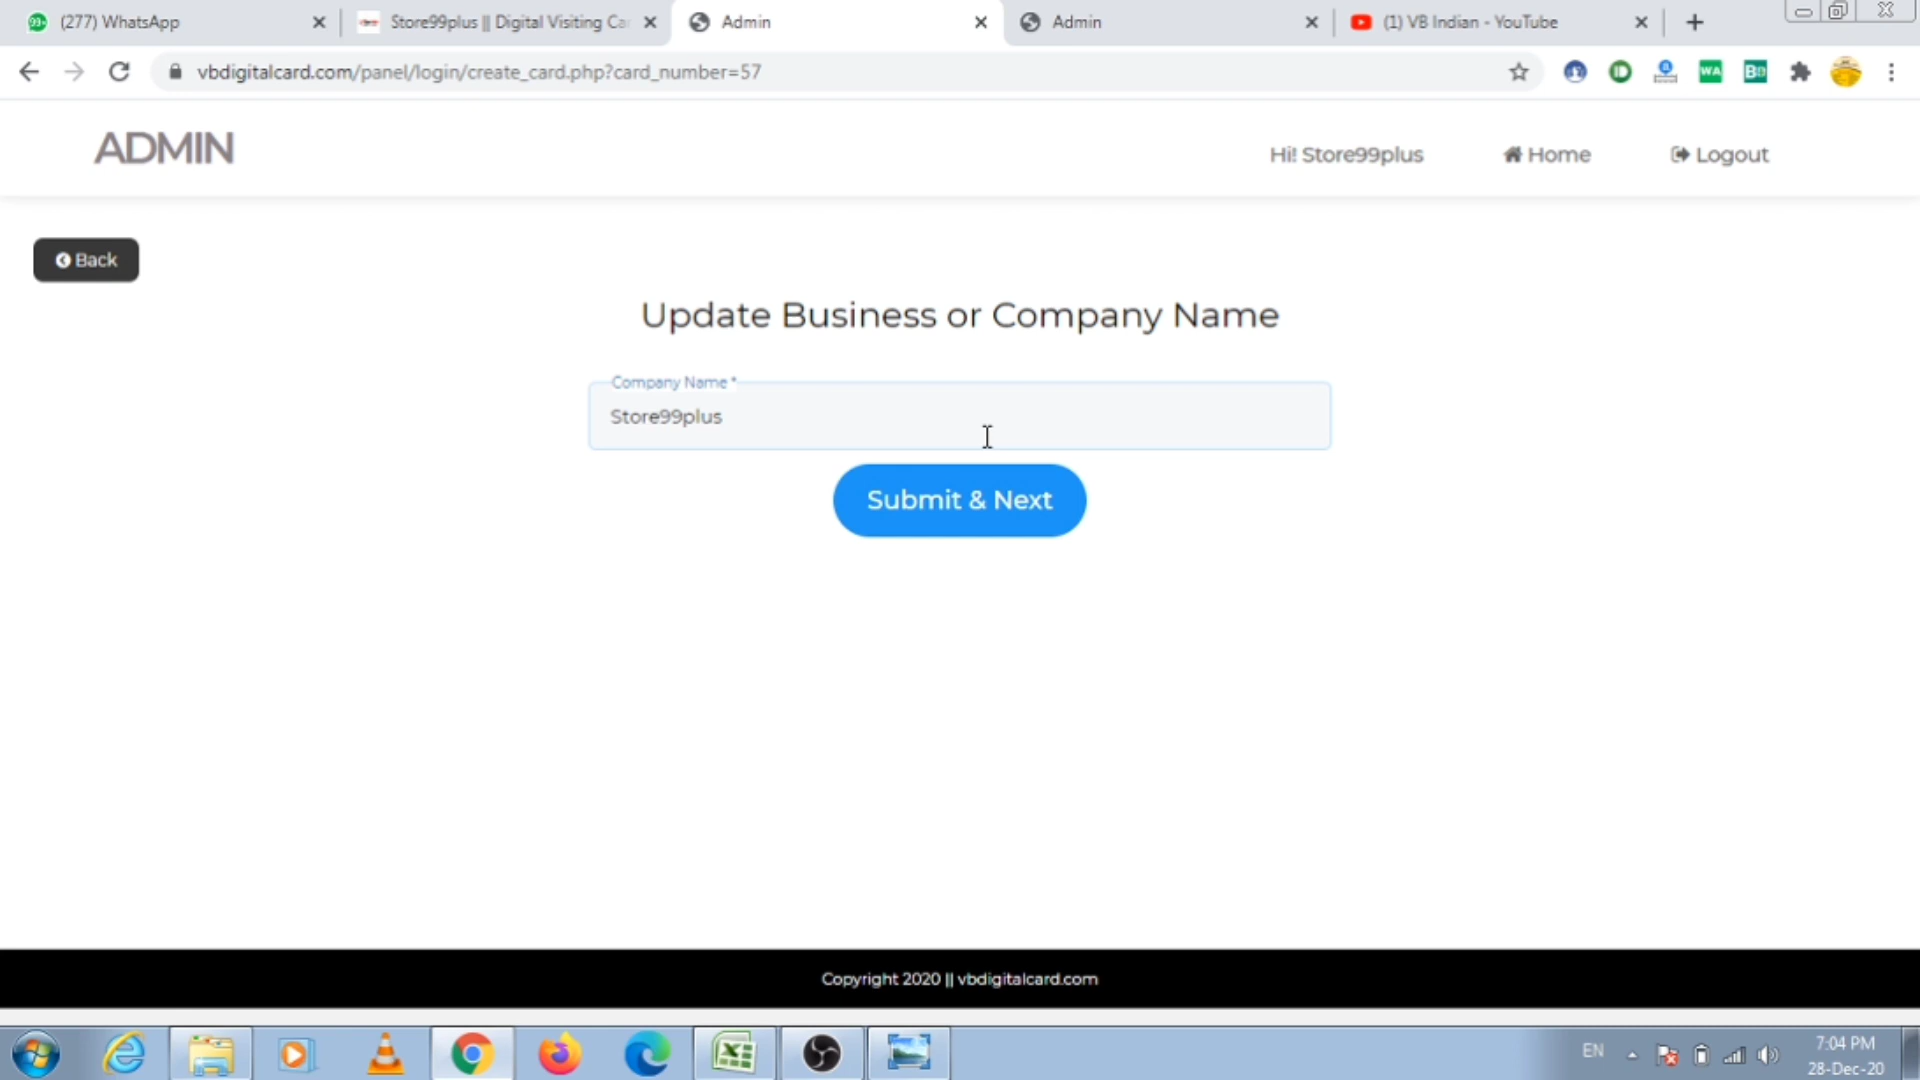 (277) WhatsApp
Store99plus || Digital Visiting Ca
Admin
Admin
(1) VB Indian - YouTube
vbdigitalcard.com/panel/login/create_card.php?card_number=57
WA
ADMIN
Hi! Store99plus
Home
Logout
Back
Update Business or Company Name
Company Name *
Store99plus
Submit & Next
Copyright 2020 || vbdigitalcard.com
EN
7:04 PM
28-Dec-20